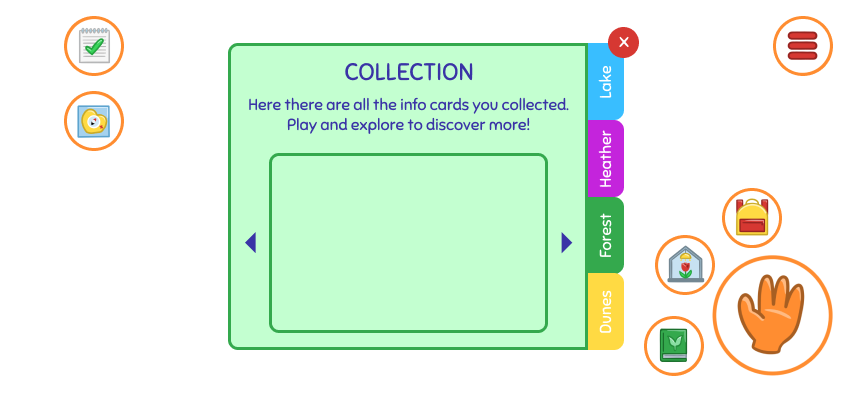 COLLECTION
Here there are all the info cards you collected.
Play and explore to discover more!
Lake
Heather
Forest
Dunes